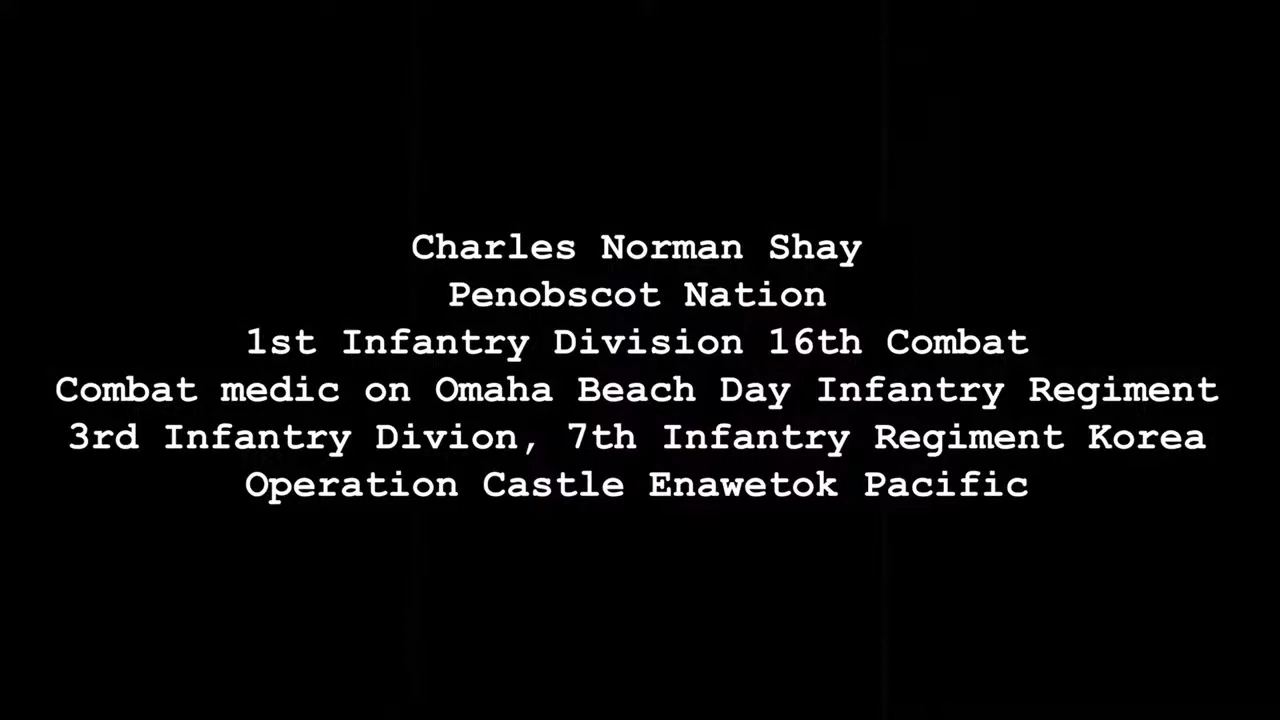 Charles Norman Shay
Penobscot Nation
1st Infantry Division 16th Combat
Combat medic on Omaha Beach Day Infantry Regiment
3rd Infantry Divion, 7th Infantry Regiment Korea
Operation Castle Enawetok Pacific